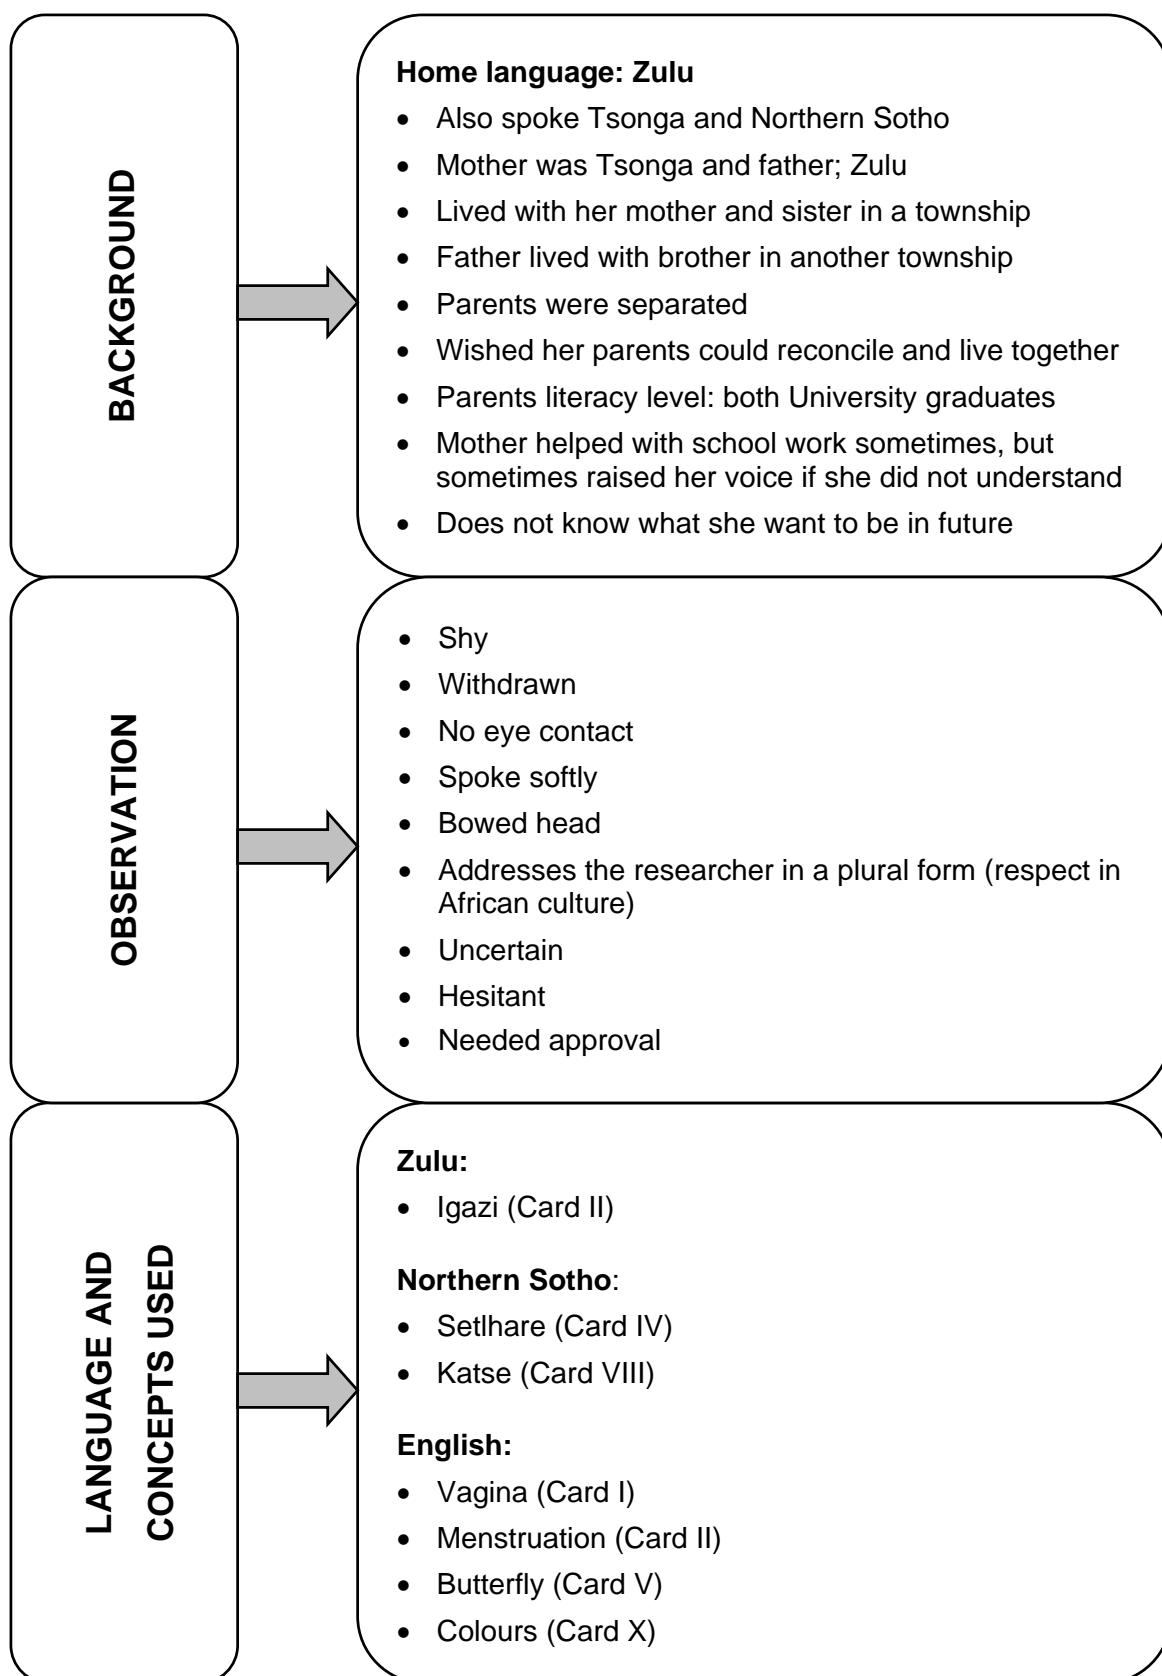 BACKGROUND
Home language: Zulu
• Also spoke Tsonga and Northern Sotho
• Mother was Tsonga and father; Zulu
• Lived with her mother and sister in a township
• Father lived with brother in another township
• Parents were separated
• Wished her parents could reconcile and live together
• Parents literacy level: both University graduates
• Mother helped with school work sometimes, but
sometimes raised her voice if she did not understand
• Does not know what she want to be in future
OBSERVATION
• Shy
• Withdrawn
• No eye contact
• Spoke softly
• Bowed head
• Addresses the researcher in a plural form (respect in
African culture)
• Uncertain
• Hesitant
• Needed approval
LANGUAGE AND
CONCEPTS USED
Zulu:
• Igazi (Card II)
Northern Sotho:
• Setlhare (Card IV)
• Katse (Card VIII)
English:
• Vagina (Card I)
• Menstruation (Card II)
• Butterfly (Card V)
• Colours (Card X)